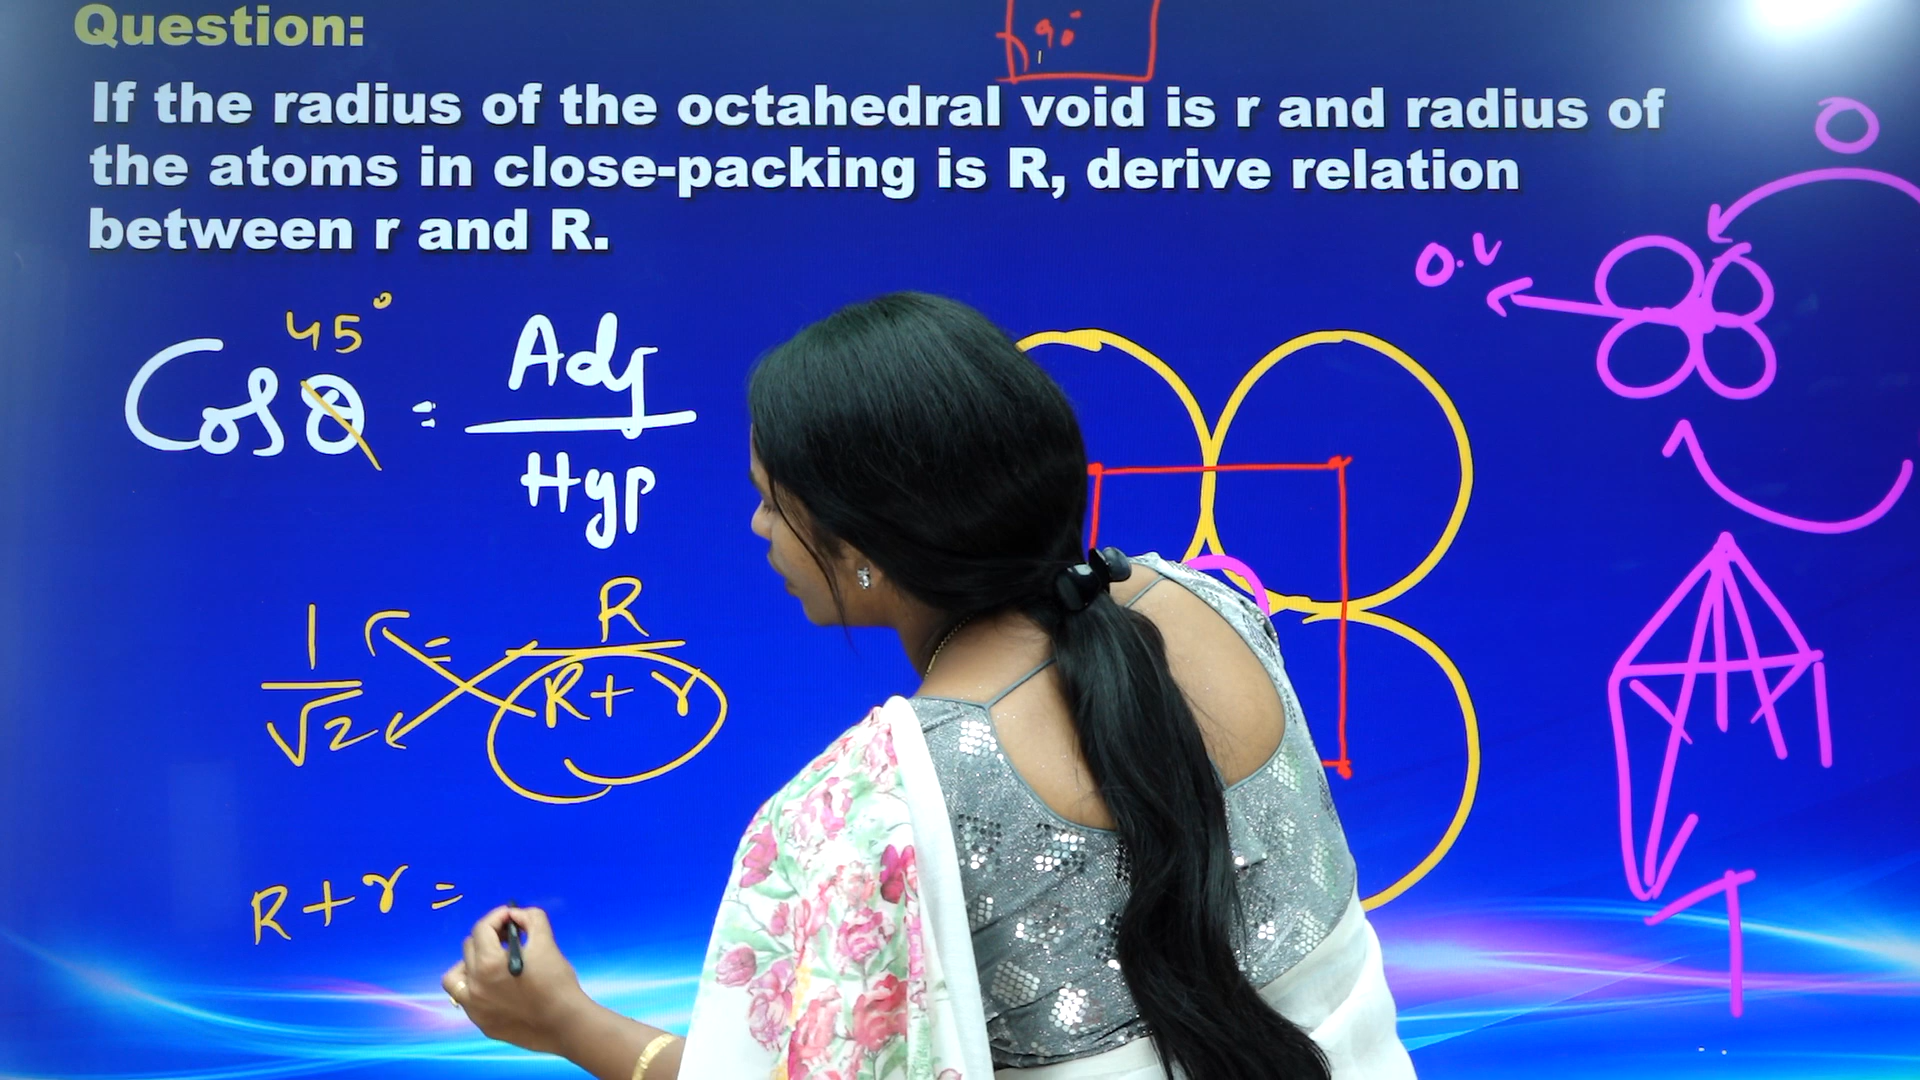 Question:
90°
If the radius of the octahedral void is r and radius of
the atoms in close-packing is R, derive relation
between r and R.
O.V
45°
Cosθ = Adj
Hyp
1 = R
√2 R+r
R+r =